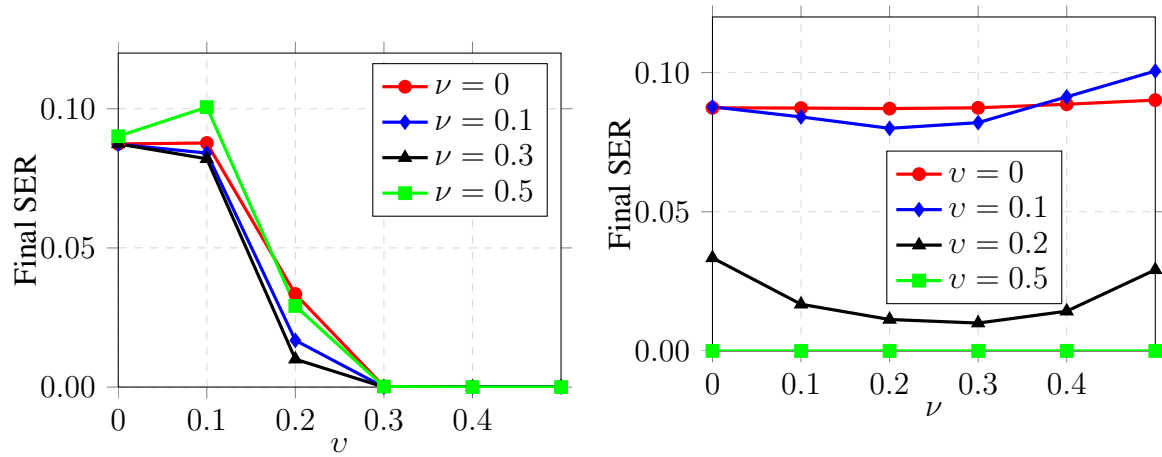 Final SER
0.10
0.05
0.00
0 0.1 0.2 0.3 0.4
υ
ν = 0
ν = 0.1
ν = 0.3
ν = 0.5
Final SER
0.10
0.05
0.00
0 0.1 0.2 0.3 0.4
ν
υ = 0
υ = 0.1
υ = 0.2
υ = 0.5